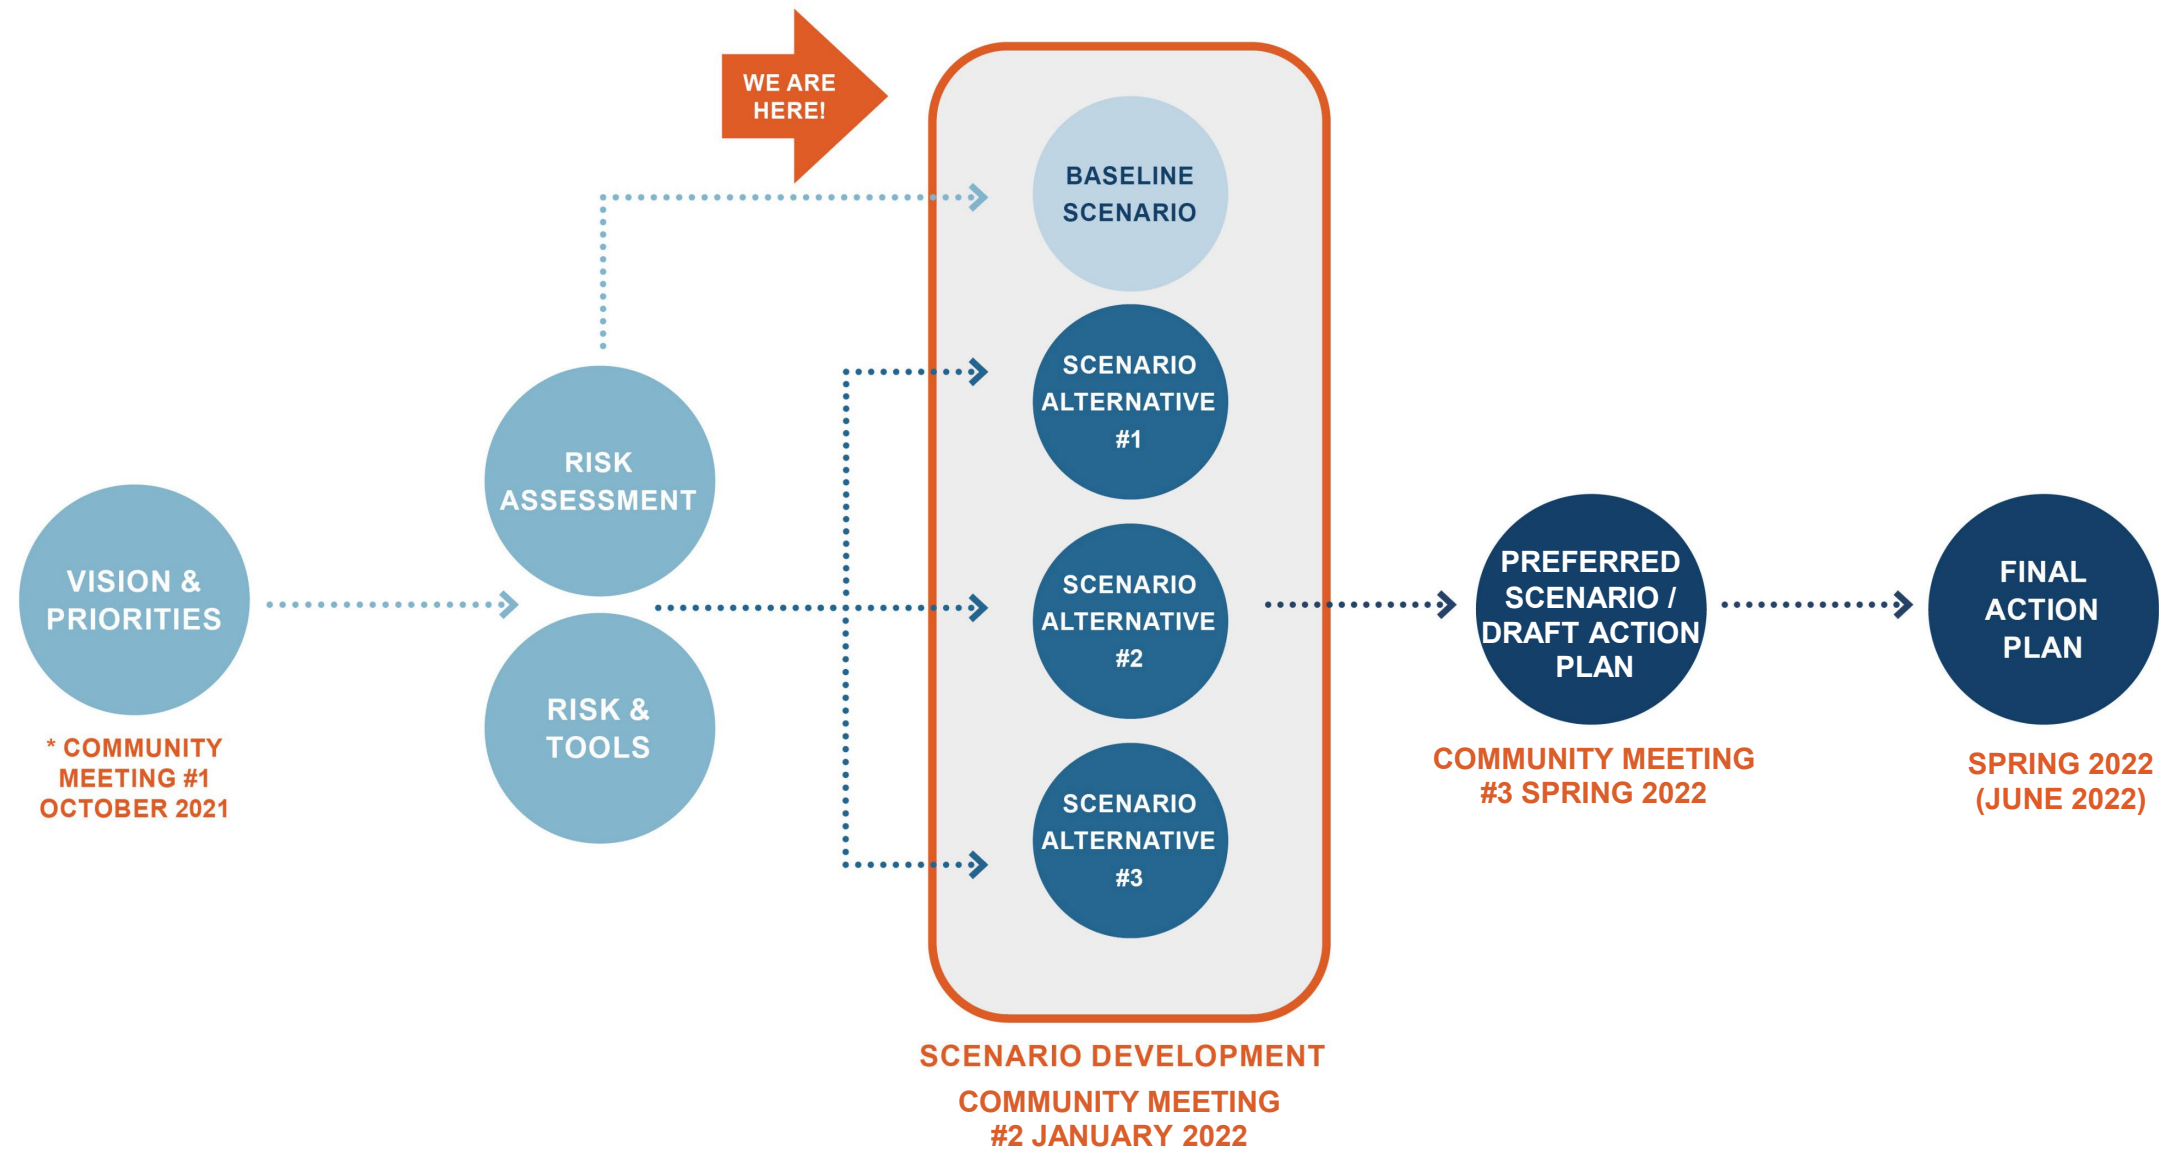 WE ARE
HERE!
BASELINE
SCENARIO
SCENARIO
ALTERNATIVE
#1
RISK
ASSESSMENT
VISION &
PRIORITIES
* COMMUNITY
MEETING #1
OCTOBER 2021
RISK &
TOOLS
SCENARIO
ALTERNATIVE
#2
SCENARIO
ALTERNATIVE
#3
SCENARIO DEVELOPMENT
COMMUNITY MEETING
#2 JANUARY 2022
PREFERRED
SCENARIO /
DRAFT ACTION
PLAN
COMMUNITY MEETING
#3 SPRING 2022
FINAL
ACTION
PLAN
SPRING 2022
(JUNE 2022)